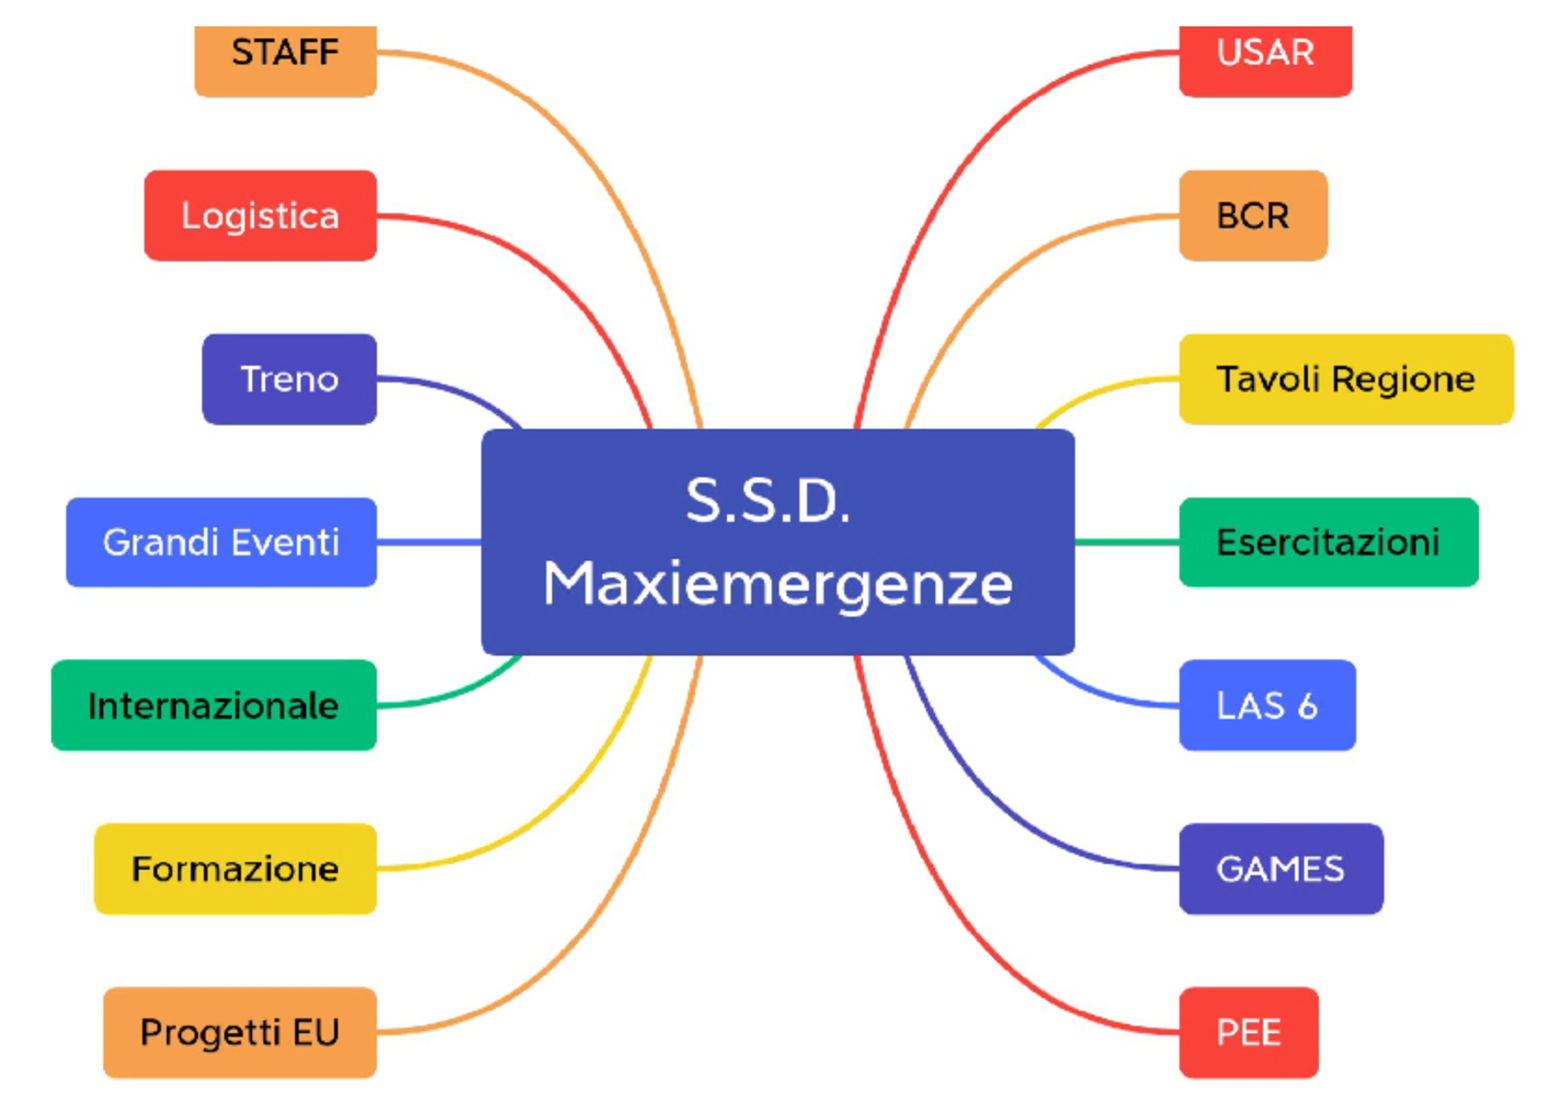 STAFF
Logistica
Treno
Grandi Eventi
Internazionale
Formazione
Progetti EU
S.S.D.
Maxiemergenze
USAR
BCR
Tavoli Regione
Esercitazioni
LAS 6
GAMES
PEE